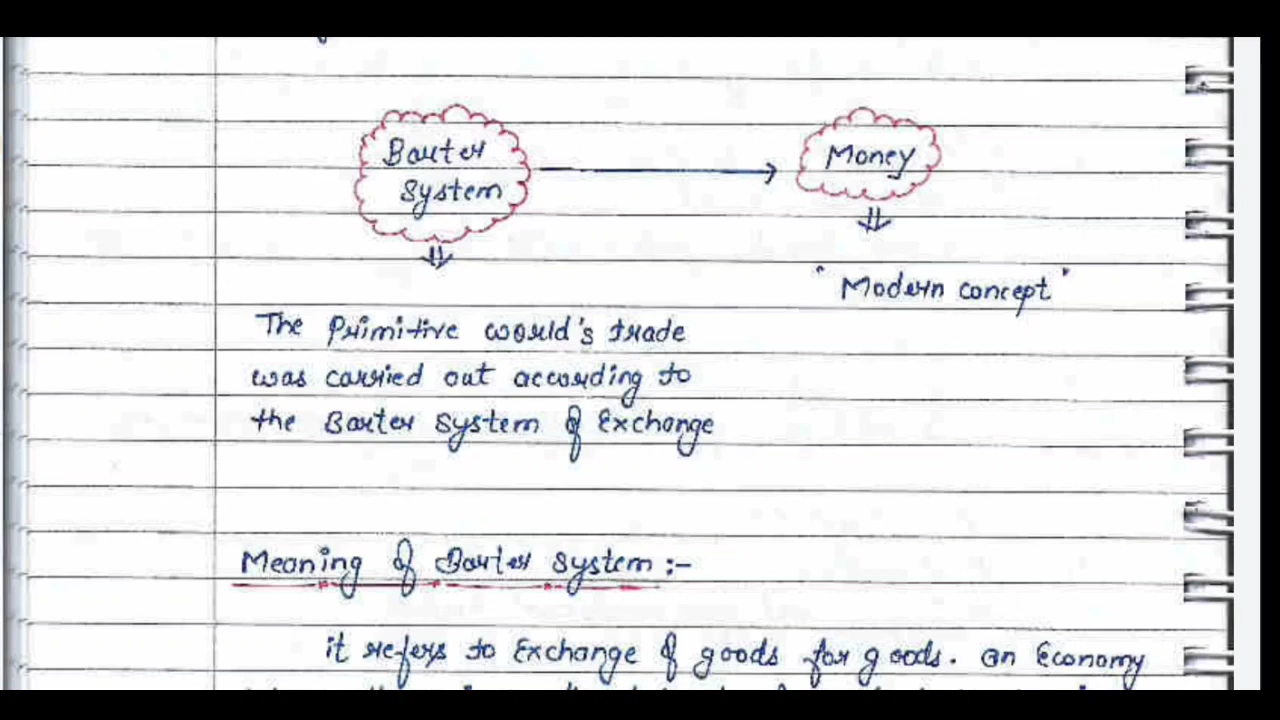 Barter
System
Money
"Modern concept"
The Primitive world's trade
was carried out according to
the Barter System of Exchange
Meaning of Barter System :-
it refers to Exchange of goods for goods. an Economy